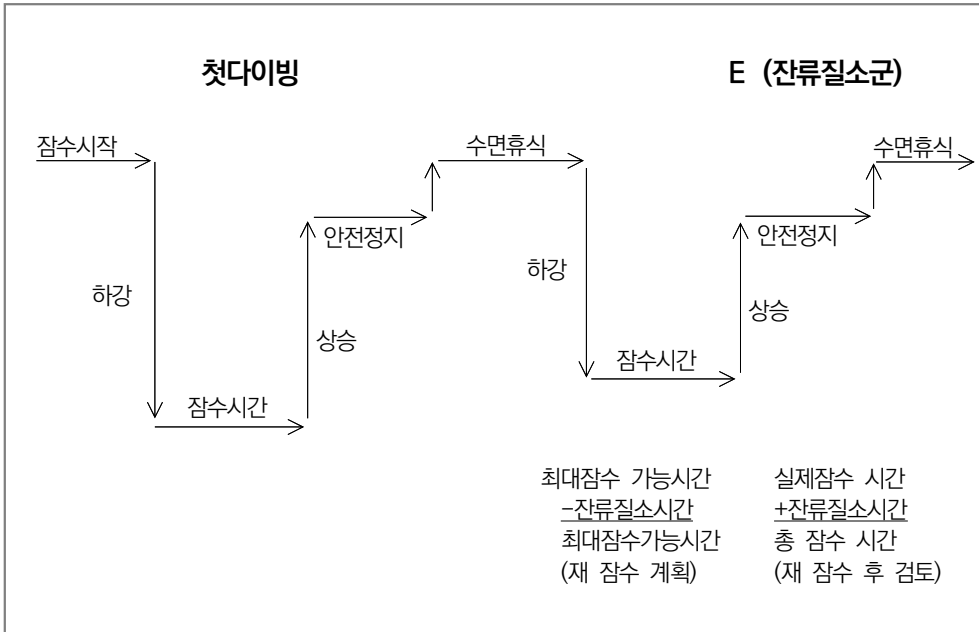 첫다이빙
E (잔류질소군)
잠수시작
수면휴식
수면휴식
안전정지
안전정지
하강
하강
상승
상승
잠수시간
잠수시간
최대잠수 가능시간
-잔류질소시간
최대잠수가능시간
(재 잠수 계획)
실제잠수 시간
+잔류질소시간
총 잠수 시간
(재 잠수 후 검토)